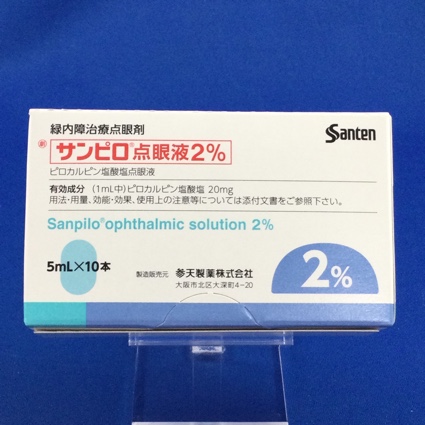 緑内障治療点眼剤
Santen
劇 サンピロ®点眼液2%
ピロカルピン塩酸塩点眼液
有効成分 (1mL中)ピロカルピン塩酸塩 20mg
用法・用量、効能・効果、使用上の注意等については添付文書をご参照下さい。
Sanpilo®ophthalmic solution 2%
5mL×10本
製造販売元 参天製薬株式会社
大阪市北区大深町4-20
2%